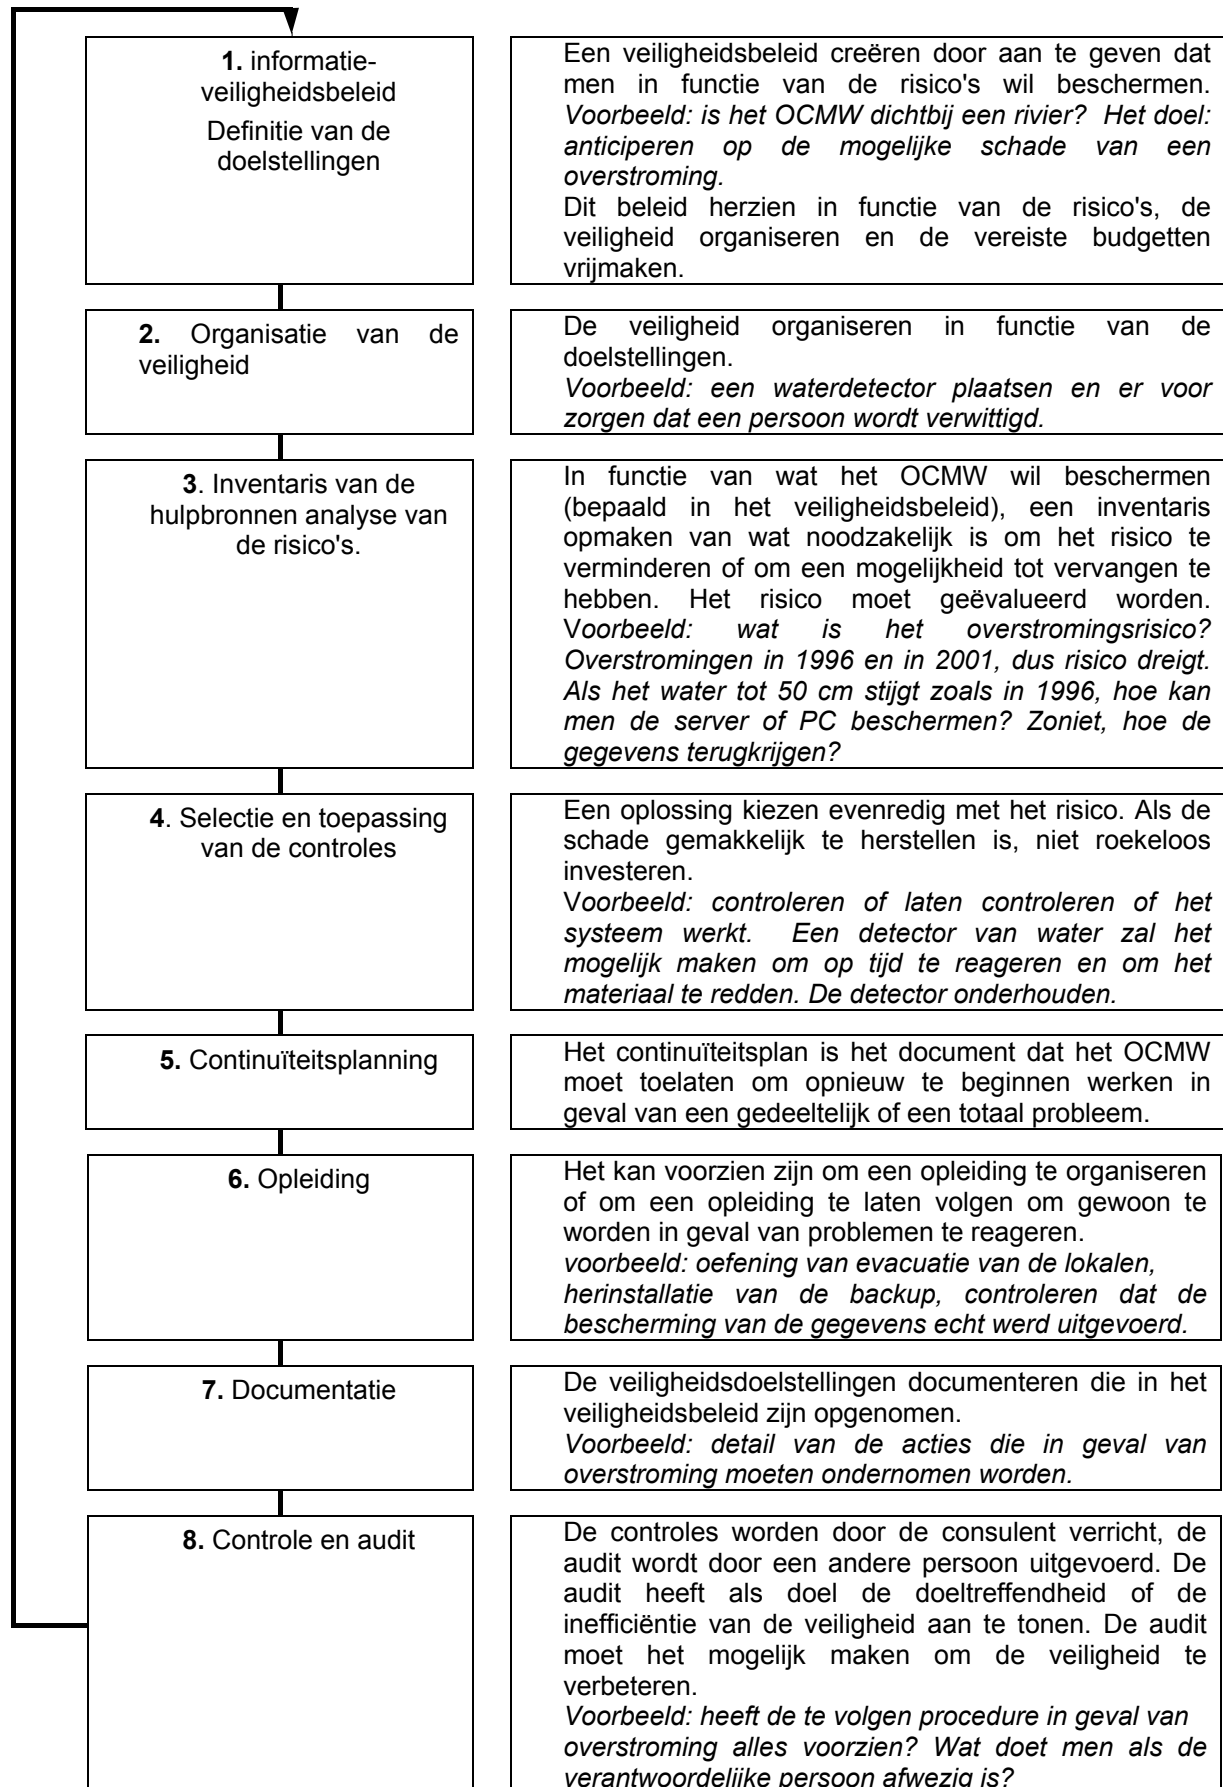 1. informatie-
veiligheidsbeleid
Definitie van de
doelstellingen
Een veiligheidsbeleid creëren door aan te geven dat
men in functie van de risico's wil beschermen.
Voorbeeld: is het OCMW dichtbij een rivier? Het doel:
anticiperen op de mogelijke schade van een
overstroming.
Dit beleid herzien in functie van de risico's, de
veiligheid organiseren en de vereiste budgetten
vrijmaken.
2. Organisatie van de
veiligheid
De veiligheid organiseren in functie van de
doelstellingen.
Voorbeeld: een waterdetector plaatsen en er voor
zorgen dat een persoon wordt verwittigd.
3. Inventaris van de
hulpbronnen analyse van
de risico's.
In functie van wat het OCMW wil beschermen
(bepaald in het veiligheidsbeleid), een inventaris
opmaken van wat noodzakelijk is om het risico te
verminderen of om een mogelijkheid tot vervangen te
hebben. Het risico moet geëvalueerd worden.
Voorbeeld: wat is het overstromingsrisico?
Overstromingen in 1996 en in 2001, dus risico dreigt.
Als het water tot 50 cm stijgt zoals in 1996, hoe kan
men de server of PC beschermen? Zoniet, hoe de
gegevens terugkrijgen?
4. Selectie en toepassing
van de controles
Een oplossing kiezen evenredig met het risico. Als de
schade gemakkelijk te herstellen is, niet roekeloos
investeren.
Voorbeeld: controleren of laten controleren of het
systeem werkt. Een detector van water zal het
mogelijk maken om op tijd te reageren en om het
materiaal te redden. De detector onderhouden.
5. Continuïteitsplanning
Het continuïteitsplan is het document dat het OCMW
moet toelaten om opnieuw te beginnen werken in
geval van een gedeeltelijk of een totaal probleem.
6. Opleiding
Het kan voorzien zijn om een opleiding te organiseren
of om een opleiding te laten volgen om gewoon te
worden in geval van problemen te reageren.
voorbeeld: oefening van evacuatie van de lokalen,
herinstallatie van de backup, controleren dat de
bescherming van de gegevens echt werd uitgevoerd.
7. Documentatie
De veiligheidsdoelstellingen documenteren die in het
veiligheidsbeleid zijn opgenomen.
Voorbeeld: detail van de acties die in geval van
overstroming moeten ondernomen worden.
8. Controle en audit
De controles worden door de consulent verricht, de
audit wordt door een andere persoon uitgevoerd. De
audit heeft als doel de doeltreffendheid of de
inefficiëntie van de veiligheid aan te tonen. De audit
moet het mogelijk maken om de veiligheid te
verbeteren.
Voorbeeld: heeft de te volgen procedure in geval van
overstroming alles voorzien? Wat doet men als de
verantwoordelijke persoon afwezig is?